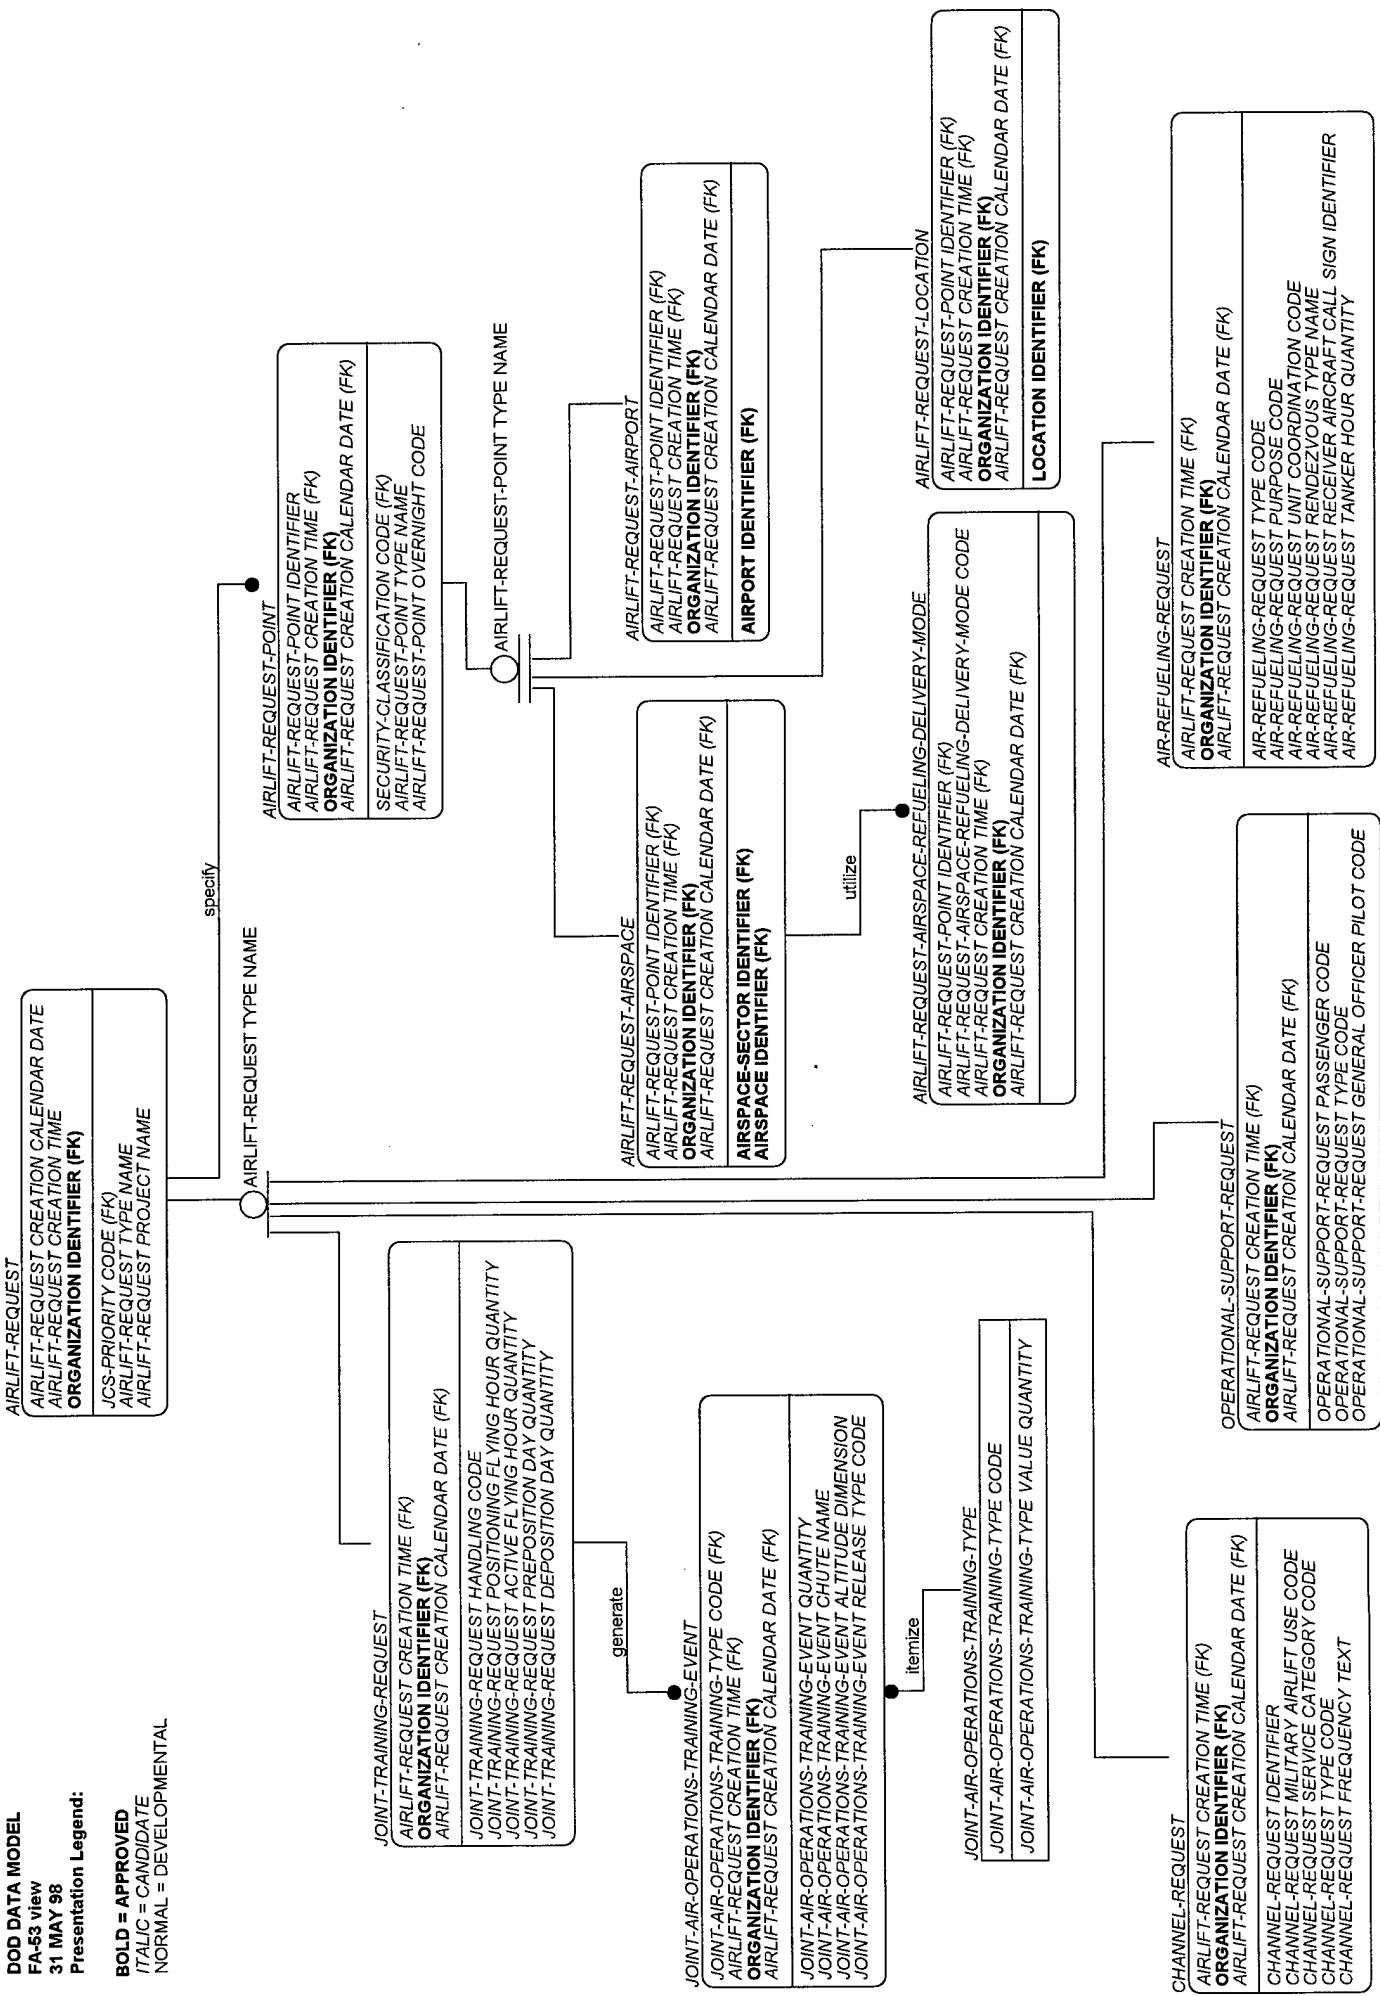 DOD DATA MODEL
FA-53 view
31 MAY 98
Presentation Legend:
BOLD = APPROVED
ITALIC = CANDIDATE
NORMAL = DEVELOPMENTAL
AIRLIFT-REQUEST
AIRLIFT-REQUEST CREATION CALENDAR DATE
AIRLIFT-REQUEST CREATION TIME
ORGANIZATION IDENTIFIER (FK)
JCS-PRIORITY CODE (FK)
AIRLIFT-REQUEST TYPE NAME
AIRLIFT-REQUEST PROJECT NAME
specify
AIRLIFT-REQUEST TYPE NAME
AIRLIFT-REQUEST-POINT
AIRLIFT-REQUEST-POINT IDENTIFIER
AIRLIFT-REQUEST CREATION TIME (FK)
ORGANIZATION IDENTIFIER (FK)
AIRLIFT-REQUEST CREATION CALENDAR DATE (FK)
SECURITY-CLASSIFICATION CODE (FK)
AIRLIFT-REQUEST-POINT TYPE NAME
AIRLIFT-REQUEST-POINT OVERNIGHT CODE
AIRLIFT-REQUEST-POINT TYPE NAME
JOINT-TRAINING-REQUEST
AIRLIFT-REQUEST CREATION TIME (FK)
ORGANIZATION IDENTIFIER (FK)
AIRLIFT-REQUEST CREATION CALENDAR DATE (FK)
JOINT-TRAINING-REQUEST HANDLING CODE
JOINT-TRAINING-REQUEST POSITIONING FLYING HOUR QUANTITY
JOINT-TRAINING-REQUEST ACTIVE FLYING HOUR QUANTITY
JOINT-TRAINING-REQUEST PREPOSITION DAY QUANTITY
JOINT-TRAINING-REQUEST DEPOSITION DAY QUANTITY
generate
AIRLIFT-REQUEST-AIRSPACE
AIRLIFT-REQUEST-POINT IDENTIFIER (FK)
AIRLIFT-REQUEST CREATION TIME (FK)
ORGANIZATION IDENTIFIER (FK)
AIRLIFT-REQUEST CREATION CALENDAR DATE (FK)
AIRSPACE-SECTOR IDENTIFIER (FK)
AIRSPACE IDENTIFIER (FK)
utilize
AIRLIFT-REQUEST-AIRPORT
AIRLIFT-REQUEST-POINT IDENTIFIER (FK)
AIRLIFT-REQUEST CREATION TIME (FK)
ORGANIZATION IDENTIFIER (FK)
AIRLIFT-REQUEST CREATION CALENDAR DATE (FK)
AIRPORT IDENTIFIER (FK)
JOINT-AIR-OPERATIONS-TRAINING-EVENT
JOINT-AIR-OPERATIONS-TRAINING-TYPE CODE (FK)
AIRLIFT-REQUEST CREATION TIME (FK)
ORGANIZATION IDENTIFIER (FK)
AIRLIFT-REQUEST CREATION CALENDAR DATE (FK)
JOINT-AIR-OPERATIONS-TRAINING-EVENT QUANTITY
JOINT-AIR-OPERATIONS-TRAINING-EVENT CHUTE NAME
JOINT-AIR-OPERATIONS-TRAINING-EVENT ALTITUDE DIMENSION
JOINT-AIR-OPERATIONS-TRAINING-EVENT RELEASE TYPE CODE
itemize
AIRLIFT-REQUEST-AIRSPACE-REFUELING-DELIVERY-MODE
AIRLIFT-REQUEST-POINT IDENTIFIER (FK)
AIRLIFT-REQUEST-AIRSPACE-REFUELING-DELIVERY-MODE CODE
AIRLIFT-REQUEST CREATION TIME (FK)
ORGANIZATION IDENTIFIER (FK)
AIRLIFT-REQUEST CREATION CALENDAR DATE (FK)
AIRLIFT-REQUEST-LOCATION
AIRLIFT-REQUEST-POINT IDENTIFIER (FK)
AIRLIFT-REQUEST CREATION TIME (FK)
ORGANIZATION IDENTIFIER (FK)
AIRLIFT-REQUEST CREATION CALENDAR DATE (FK)
LOCATION IDENTIFIER (FK)
JOINT-AIR-OPERATIONS-TRAINING-TYPE
JOINT-AIR-OPERATIONS-TRAINING-TYPE CODE
JOINT-AIR-OPERATIONS-TRAINING-TYPE VALUE QUANTITY
CHANNEL-REQUEST
AIRLIFT-REQUEST CREATION TIME (FK)
ORGANIZATION IDENTIFIER (FK)
AIRLIFT-REQUEST CREATION CALENDAR DATE (FK)
CHANNEL-REQUEST IDENTIFIER
CHANNEL-REQUEST MILITARY AIRLIFT USE CODE
CHANNEL-REQUEST SERVICE CATEGORY CODE
CHANNEL-REQUEST TYPE CODE
CHANNEL-REQUEST FREQUENCY TEXT
OPERATIONAL-SUPPORT-REQUEST
AIRLIFT-REQUEST CREATION TIME (FK)
ORGANIZATION IDENTIFIER (FK)
AIRLIFT-REQUEST CREATION CALENDAR DATE (FK)
OPERATIONAL-SUPPORT-REQUEST PASSENGER CODE
OPERATIONAL-SUPPORT-REQUEST TYPE CODE
OPERATIONAL-SUPPORT-REQUEST GENERAL OFFICER PILOT CODE
AIR-REFUELING-REQUEST
AIRLIFT-REQUEST CREATION TIME (FK)
ORGANIZATION IDENTIFIER (FK)
AIRLIFT-REQUEST CREATION CALENDAR DATE (FK)
AIR-REFUELING-REQUEST TYPE CODE
AIR-REFUELING-REQUEST PURPOSE CODE
AIR-REFUELING-REQUEST UNIT COORDINATION CODE
AIR-REFUELING-REQUEST RENDEZVOUS TYPE NAME
AIR-REFUELING-REQUEST RECEIVER AIRCRAFT CALL SIGN IDENTIFIER
AIR-REFUELING-REQUEST TANKER HOUR QUANTITY